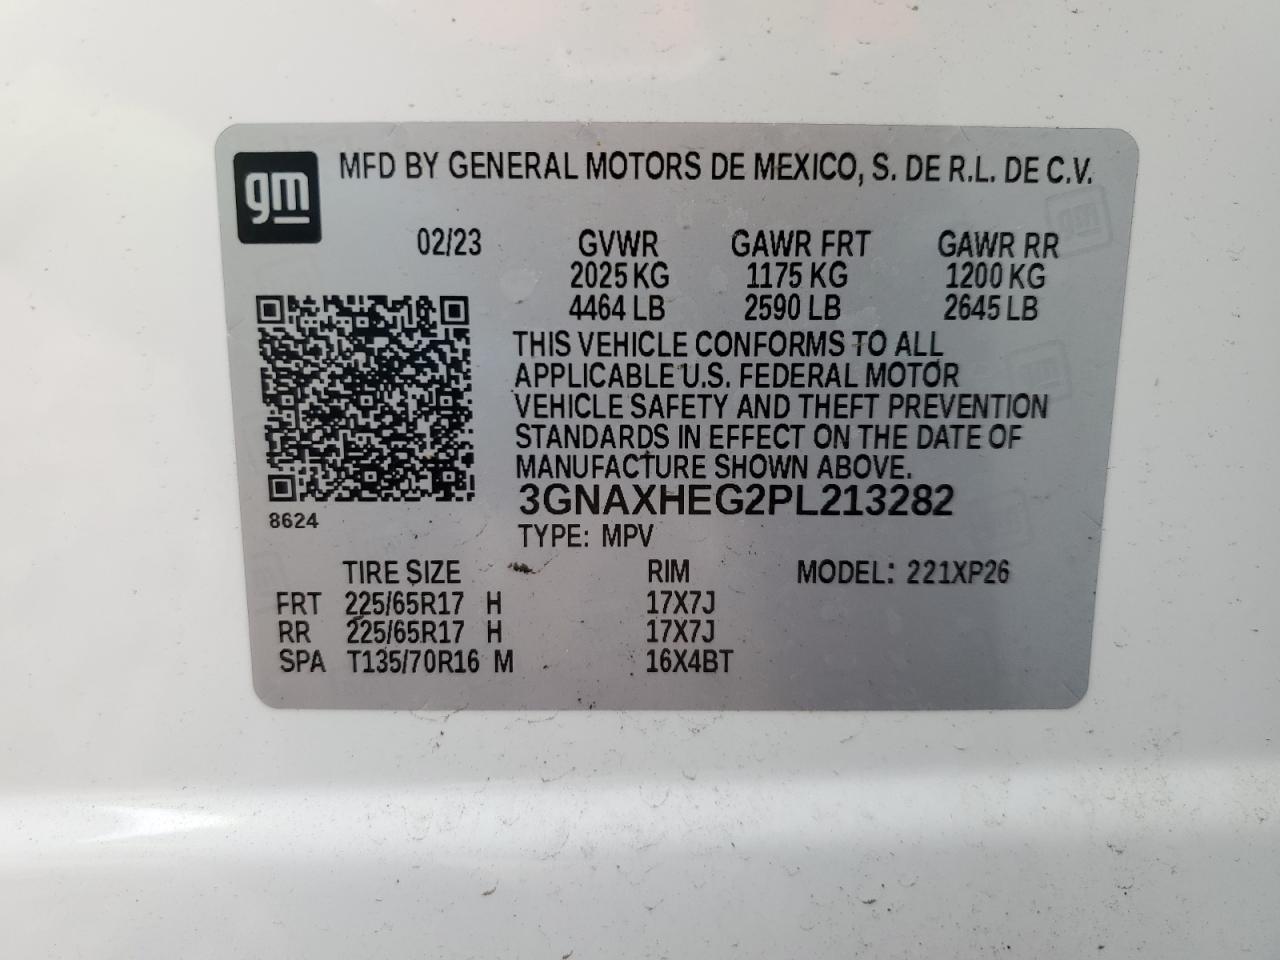 gm
MFD BY GENERAL MOTORS DE MEXICO, S. DE R.L. DE C.V.
02/23 GVWR GAWR FRT GAWR RR
2025 KG 1175 KG 1200 KG
4464 LB 2590 LB 2645 LB
THIS VEHICLE CONFORMS TO ALL
APPLICABLE U.S. FEDERAL MOTOR
VEHICLE SAFETY AND THEFT PREVENTION
STANDARDS IN EFFECT ON THE DATE OF
MANUFACTURE SHOWN ABOVE.
3GNAXHEG2PL213282
8624
TYPE: MPV
TIRE SIZE RIM MODEL: 221XP26
FRT 225/65R17 H 17X7J
RR 225/65R17 H 17X7J
SPA T135/70R16 M 16X4BT